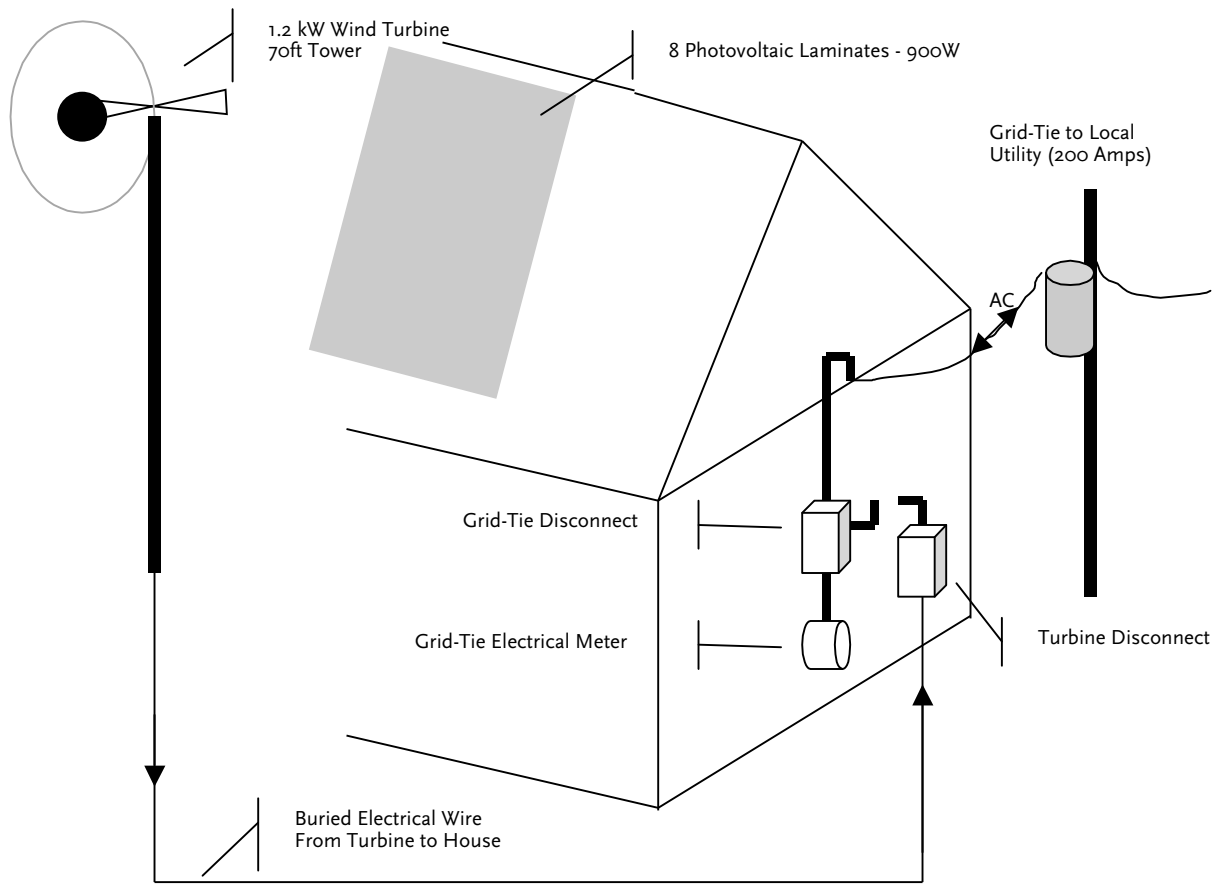 1.2 kW Wind Turbine
70ft Tower
8 Photovoltaic Laminates - 900W
Grid-Tie to Local
Utility (200 Amps)
AC
Grid-Tie Disconnect
Grid-Tie Electrical Meter
Turbine Disconnect
Buried Electrical Wire
From Turbine to House